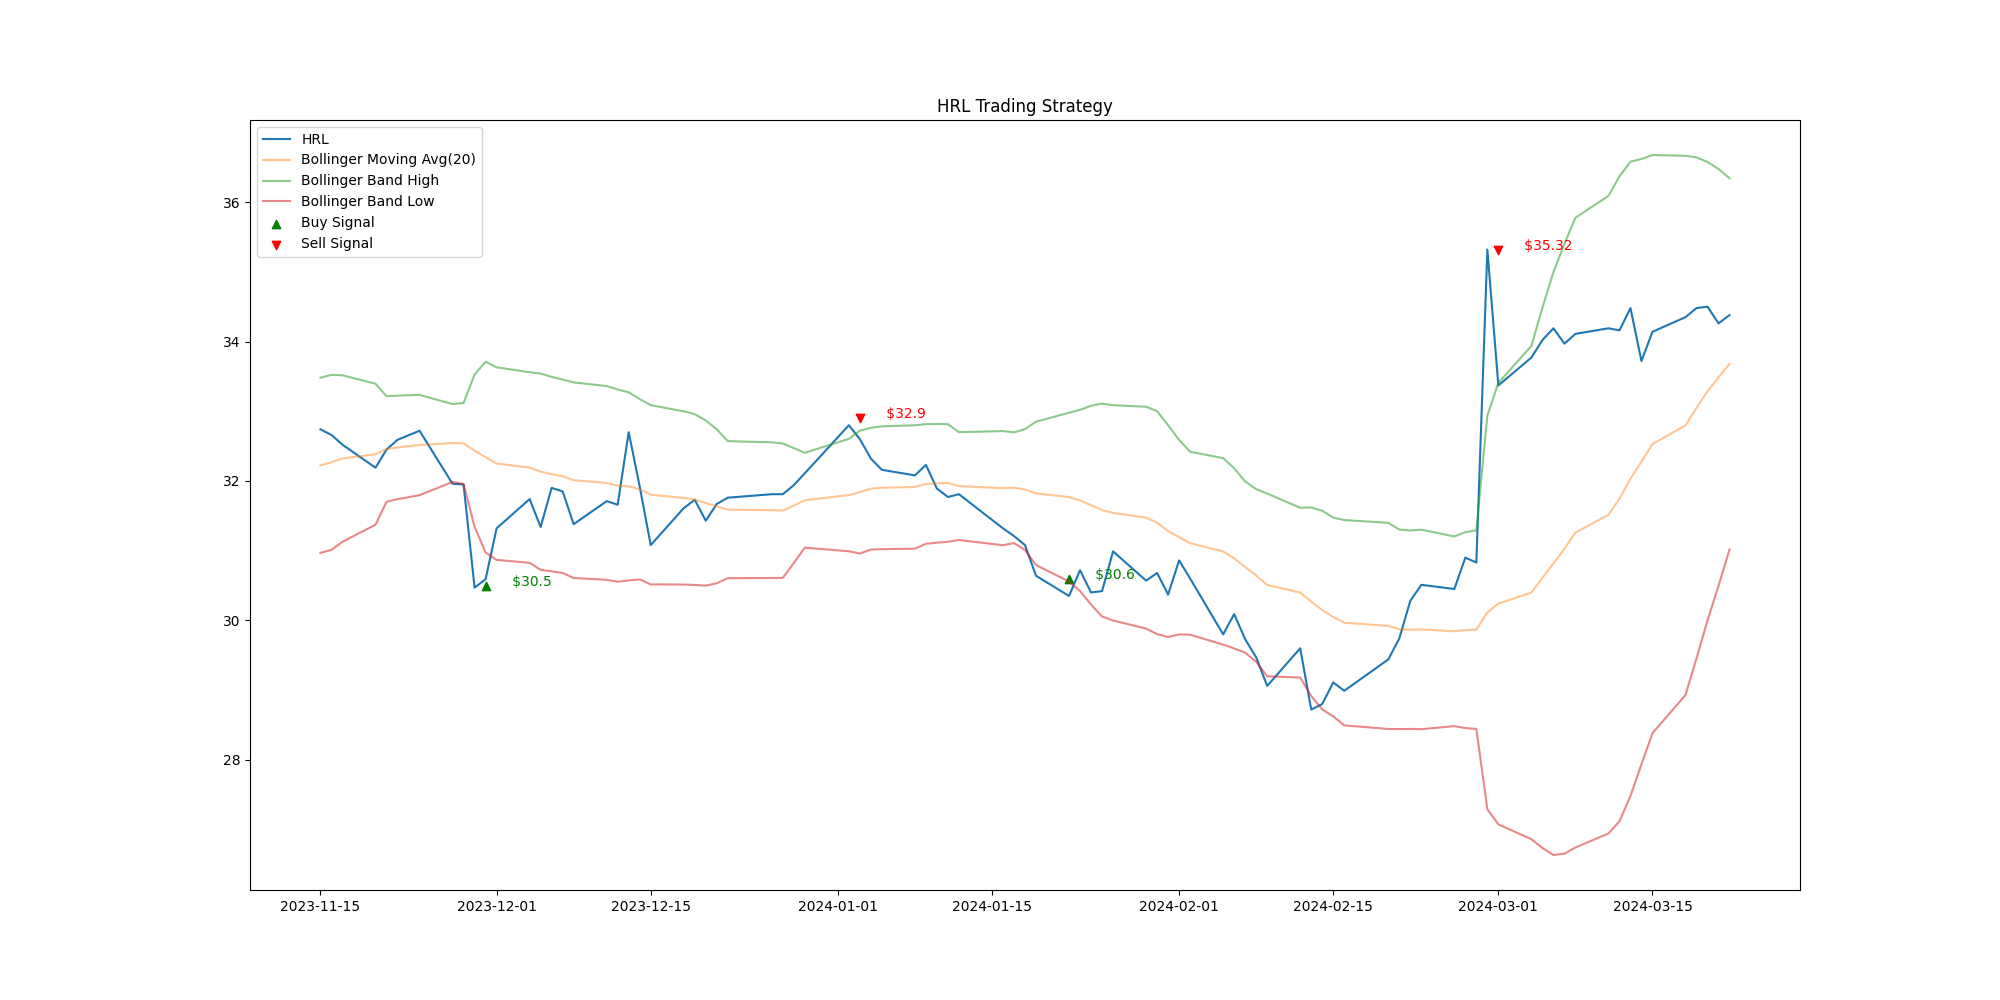 HRL Trading Strategy
HRL
Bollinger Moving Avg(20)
Bollinger Band High
Bollinger Band Low
Buy Signal
Sell Signal
36
34
32
30
28
$35.32
$32.9
$30.5
$30.6
2023-11-15
2023-12-01
2023-12-15
2024-01-01
2024-01-15
2024-02-01
2024-02-15
2024-03-01
2024-03-15